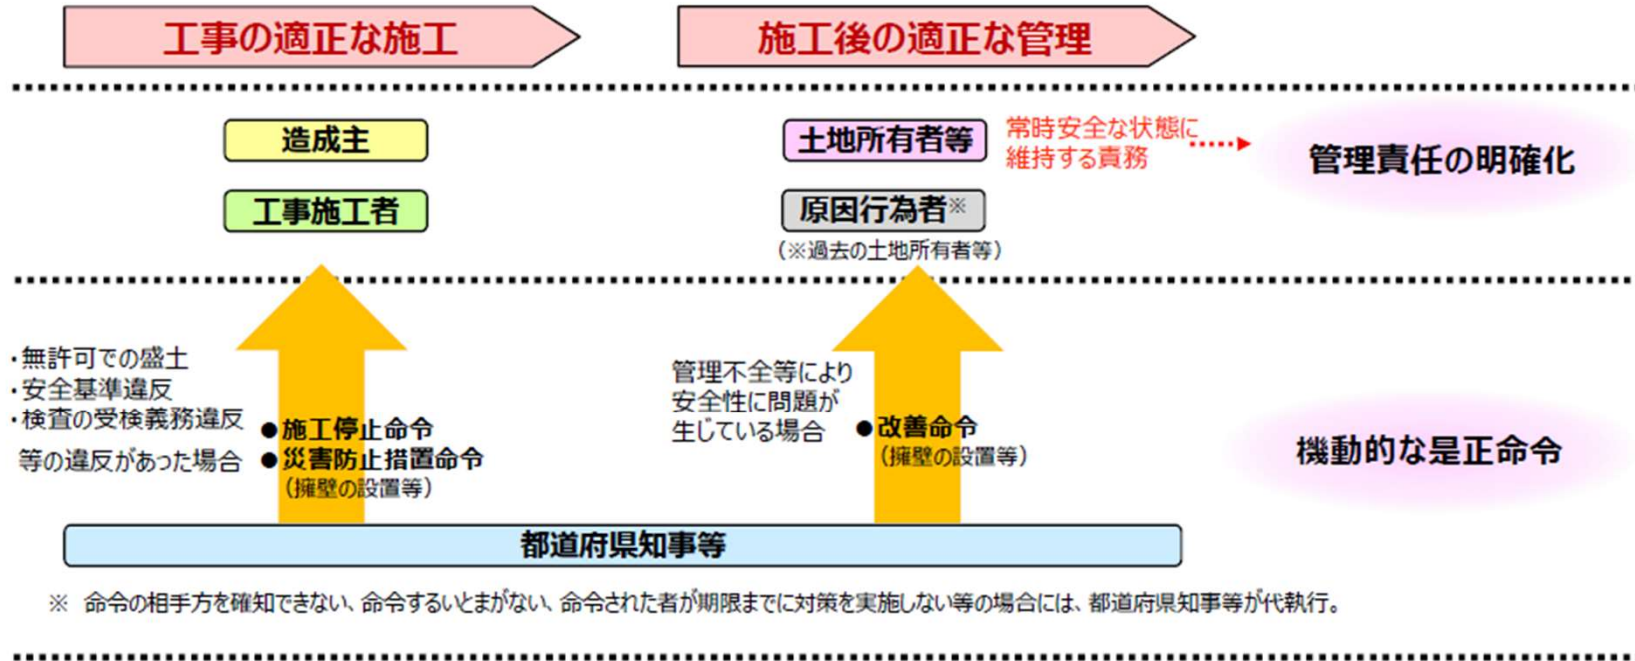 工事の適正な施工
施工後の適正な管理
造成主
工事施工者
土地所有者等
常時安全な状態に
維持する責務
管理責任の明確化
原因行為者※
（※過去の土地所有者等）
・無許可での盛土
・安全基準違反
・検査の受検義務違反
等の違反があった場合
●施工停止命令
●災害防止措置命令
（擁壁の設置等）
管理不全等により
安全性に問題が
生じている場合
●改善命令
（擁壁の設置等）
機動的な是正命令
都道府県知事等
※ 命令の相手方を確知できない、命令するいとまがない、命令された者が期限までに対策を実施しない等の場合には、都道府県知事等が代執行。